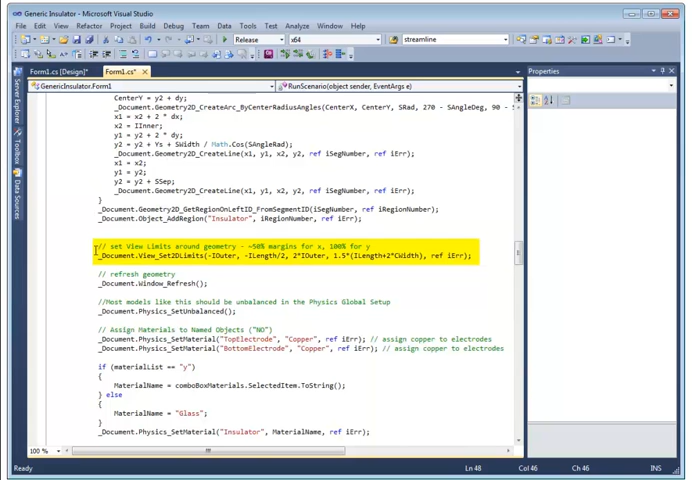 Generic Insulator - Microsoft Visual Studio
File Edit View Refactor Project Build Debug Team Data Tools Test Analyze Window Help
Release x64 streamline
Form1.cs [Design]* Form1.cs*
GenericInsulator.Form1 RunScenario(object sender, EventArgs e)
Properties
Server Explorer
Toolbox
Data Sources
CenterY = y2 + dy;
_Document.Geometry2D_CreateArc_ByCenterRadiusAngles(CenterX, CenterY, SRad, 270 - SAngleDeg, 90 - S
x1 = x2 + 2 * dx;
x2 = IInner;
y1 = y2 + 2 * dy;
y2 = y2 + Ys + SWidth / Math.Cos(SAngleRad);
_Document.Geometry2D_CreateLine(x1, y1, x2, y2, ref iSegNumber, ref iErr);
x1 = x2;
y1 = y2;
y2 = y2 + SSep;
_Document.Geometry2D_CreateLine(x1, y1, x2, y2, ref iSegNumber, ref iErr);
}
_Document.Geometry2D_GetRegionOnLeftID_FromSegmentID(iSegNumber, ref iRegionNumber);
_Document.Object_AddRegion("Insulator", iRegionNumber, ref iErr);
// set View Limits around geometry - ~50% margins for x, 100% for y
_Document.View_Set2DLimits(-IOuter, -ILength/2, 2*IOuter, 1.5*(ILength+2*CWidth), ref iErr);
// refresh geometry
_Document.Window_Refresh();
//Most models like this should be unbalanced in the Physics Global Setup
_Document.Physics_SetUnbalanced();
// Assign Materials to Named Objects ("NO")
_Document.Physics_SetMaterial("TopElectrode", "Copper", ref iErr); // assign copper to electrodes
_Document.Physics_SetMaterial("BottomElectrode", "Copper", ref iErr); // assign copper to electrodes
if (materialList == "y")
{
MaterialName = comboBoxMaterials.SelectedItem.ToString();
} else
{
MaterialName = "Glass";
}
_Document.Physics_SetMaterial("Insulator", MaterialName, ref iErr);
100 %
Ready Ln 48 Col 46 Ch 46 INS